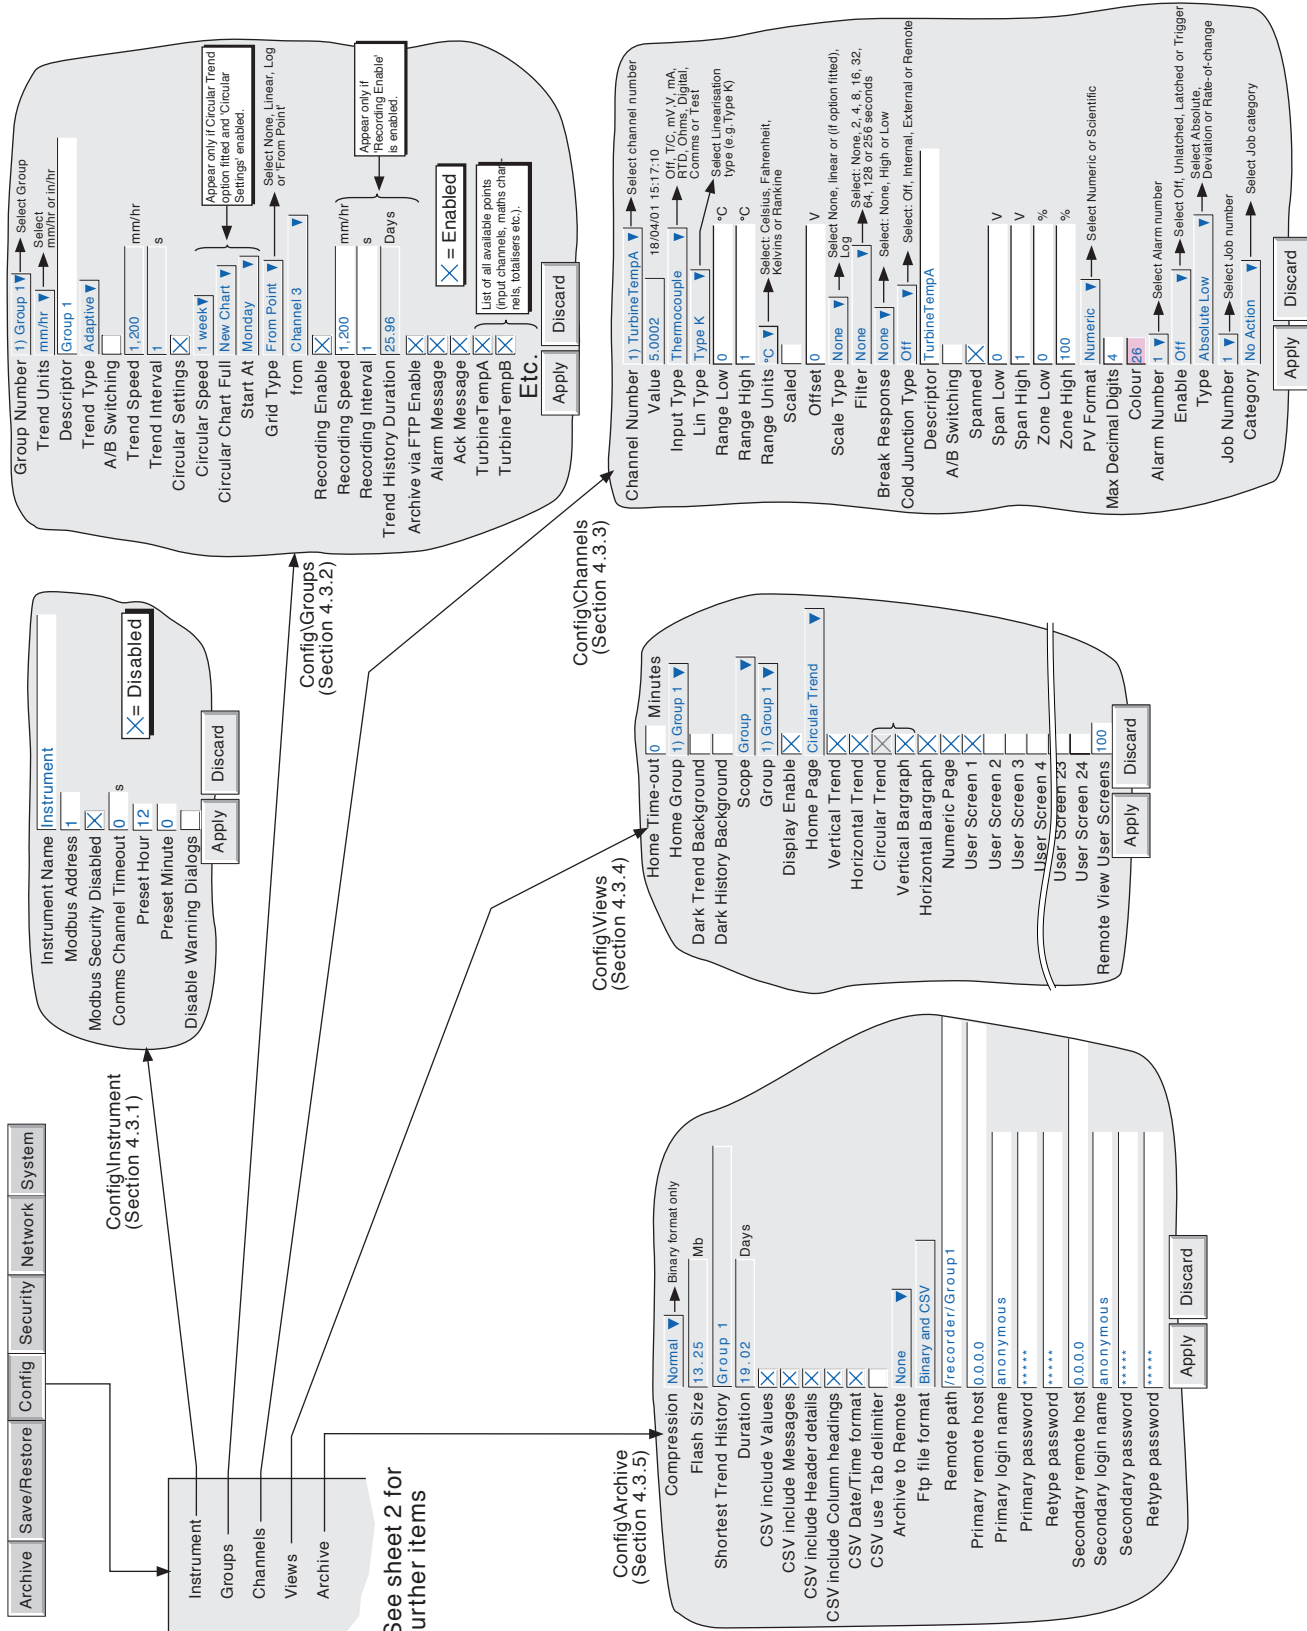 Archive
Save/Restore
Config
Security
Network
System
Instrument
Groups
Channels
Views
Archive
See sheet 2 for
further items
Config\Instrument
(Section 4.3.1)
Instrument Name Instrument
Modbus Address 1
Modbus Security Disabled
Comms Channel Timeout 0 s
Preset Hour 12
Preset Minute 0
Disable Warning Dialogs
Apply Discard
= Disabled
Config\Groups
(Section 4.3.2)
Group Number 1) Group 1 Select Group
Trend Units mm/hr Select
mm/hr or in/hr
Descriptor Group 1
Trend Type Adaptive
A/B Switching
Trend Speed 1,200 mm/hr
Trend Interval 1 s
Circular Settings
Circular Speed 1 week
Circular Chart Full New Chart
Start At Monday
Appear only if Circular Trend
option fitted and 'Circular
Settings' enabled.
Grid Type From Point Select None, Linear, Log
or 'From Point'
from Channel 3
Recording Enable
Recording Speed 1,200 mm/hr
Recording Interval 1 s
Trend History Duration 25.96 Days
Appear only if
'Recording Enable'
is enabled.
Archive via FTP Enable
Alarm Message
Ack Message
TurbineTempA
TurbineTempB
Etc.
= Enabled
List of all available points
(input channels, maths chan-
nels, totalisers etc.).
Apply Discard
Config\Channels
(Section 4.3.3)
Channel Number 1) TurbineTempA Select channel number
Value 5.0002 18/04/01 15:17:10
Input Type Thermocouple Off, T/C, mV, V, mA,
RTD, Ohms, Digital,
Comms or Test
Lin Type Type K Select Linearisation
type (e.g. Type K)
Range Low 0 °C
Range High 1 °C
Range Units °C Select: Celsius, Fahrenheit,
Kelvins or Rankine
Scaled
Offset 0 V
Scale Type None Select None, linear or (if option fitted),
Log
Filter None Select: None, 2, 4, 8, 16, 32,
64, 128 or 256 seconds
Break Response None Select: None, High or Low
Cold Junction Type Off Select: Off, Internal, External or Remote
Descriptor TurbineTempA
A/B Switching
Spanned
Span Low 0 V
Span High 1 V
Zone Low 0 %
Zone High 100 %
PV Format Numeric Select Numeric or Scientific
Max Decimal Digits 4
Colour 26
Alarm Number 1 Select Alarm number
Enable Off Select Off, Unlatched, Latched or Trigger
Type Absolute Low Select Absolute,
Deviation or Rate-of-change
Job Number 1 Select Job number
Category No Action Select Job category
Apply Discard
Config\Views
(Section 4.3.4)
Home Time-out 0 Minutes
Home Group 1) Group 1
Dark Trend Background
Dark History Background
Scope Group
Group 1) Group 1
Display Enable
Home Page Circular Trend
Vertical Trend
Horizontal Trend
Circular Trend
Vertical Bargraph
Horizontal Bargraph
Numeric Page
User Screen 1
User Screen 2
User Screen 3
User Screen 4
User Screen 23
User Screen 24
Remote View User Screens 100
Apply Discard
Config\Archive
(Section 4.3.5)
Compression Normal Binary format only
Flash Size 13.25 Mb
Shortest Trend History Group 1
Duration 19.02 Days
CSV include Values
CSV include Messages
CSV include Header details
CSV include Column headings
CSV Date/Time format
CSV use Tab delimiter
Archive to Remote None
Ftp file format Binary and CSV
Remote path /recorder/Group1
Primary remote host 0.0.0.0
Primary login name anonymous
Primary password *****
Retype password *****
Secondary remote host 0.0.0.0
Secondary login name anonymous
Secondary password *****
Retype password *****
Apply Discard